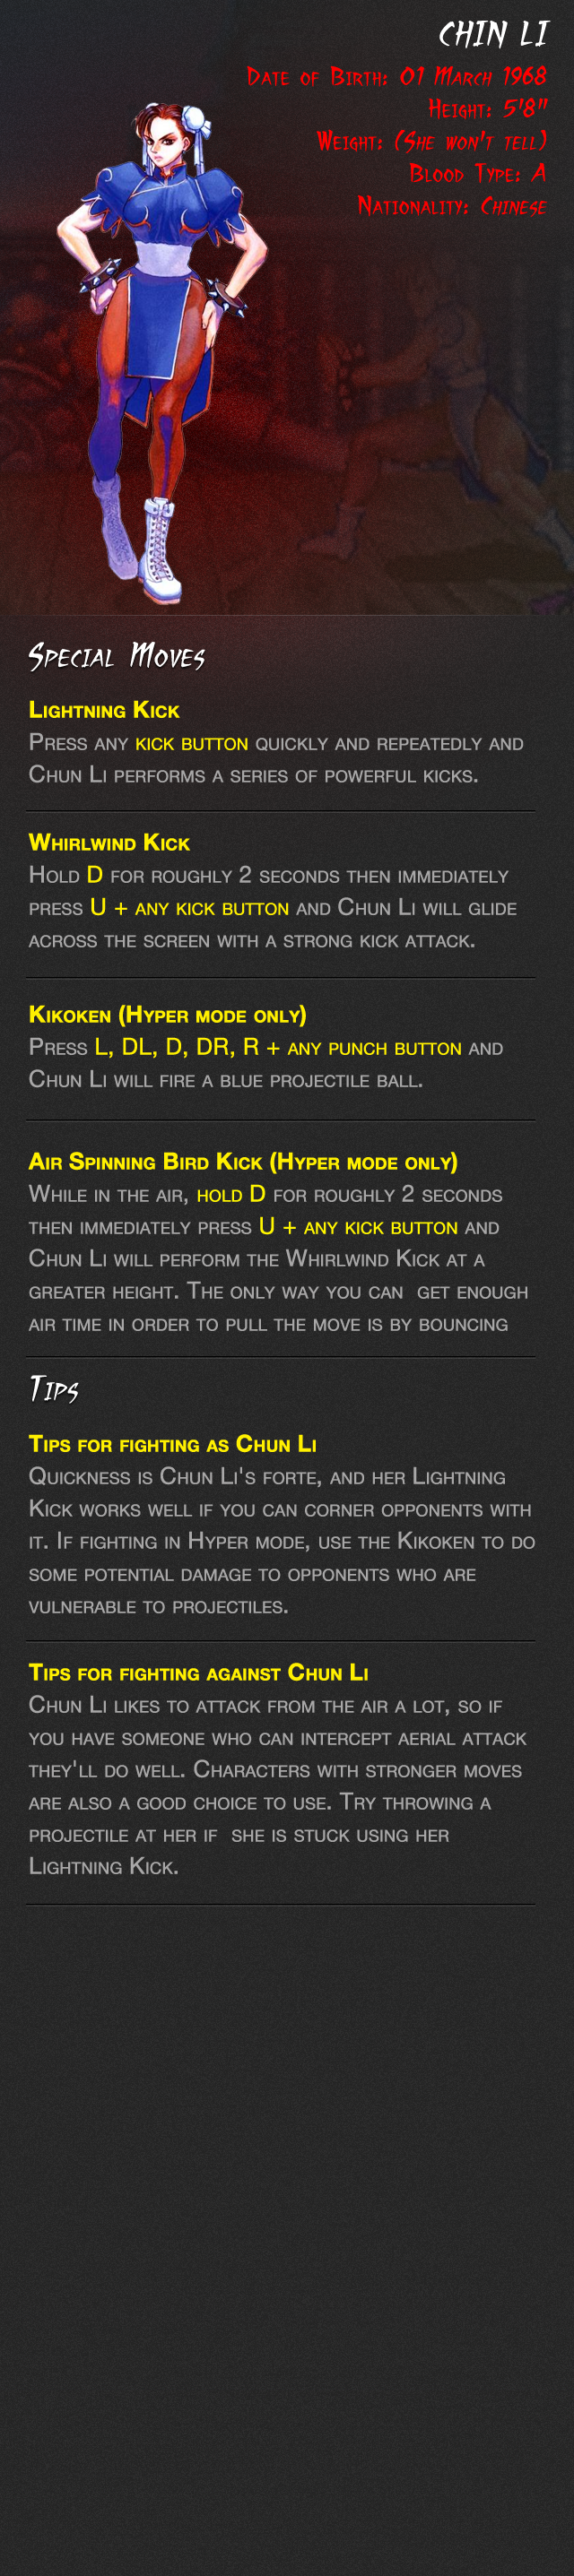 CHIN LI
Date of Birth: 01 March 1968
Height: 5'8"
Weight: (She won't tell)
Blood Type: A
Nationality: Chinese
Special Moves
Lightning Kick
Press any kick button quickly and repeatedly and
Chun Li performs a series of powerful kicks.
Whirlwind Kick
Hold D for roughly 2 seconds then immediately
press U + any kick button and Chun Li will glide
across the screen with a strong kick attack.
Kikoken (Hyper mode only)
Press L, DL, D, DR, R + any punch button and
Chun Li will fire a blue projectile ball.
Air Spinning Bird Kick (Hyper mode only)
While in the air, hold D for roughly 2 seconds
then immediately press U + any kick button and
Chun Li will perform the Whirlwind Kick at a
greater height. The only way you can get enough
air time in order to pull the move is by bouncing
Tips
Tips for fighting as Chun Li
Quickness is Chun Li's forte, and her Lightning
Kick works well if you can corner opponents with
it. If fighting in Hyper mode, use the Kikoken to do
some potential damage to opponents who are
vulnerable to projectiles.
Tips for fighting against Chun Li
Chun Li likes to attack from the air a lot, so if
you have someone who can intercept aerial attack
they'll do well. Characters with stronger moves
are also a good choice to use. Try throwing a
projectile at her if she is stuck using her
Lightning Kick.